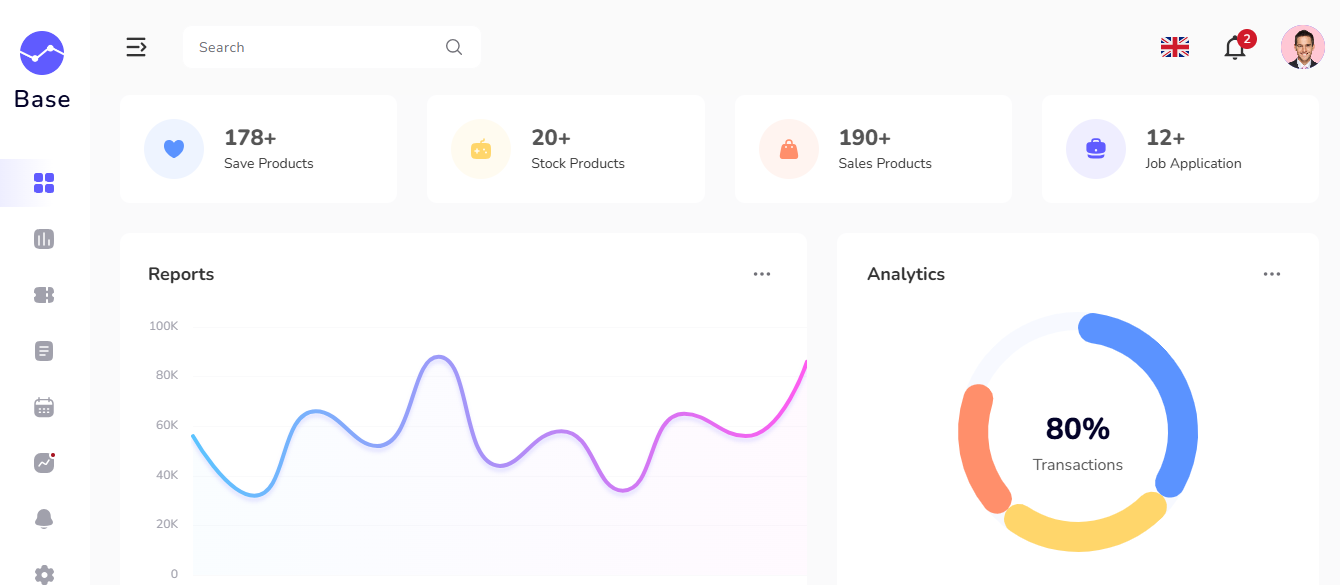 Base
Search
2
178+
Save Products
20+
Stock Products
190+
Sales Products
12+
Job Application
Reports
100K
80K
60K
40K
20K
0
Analytics
80%
Transactions